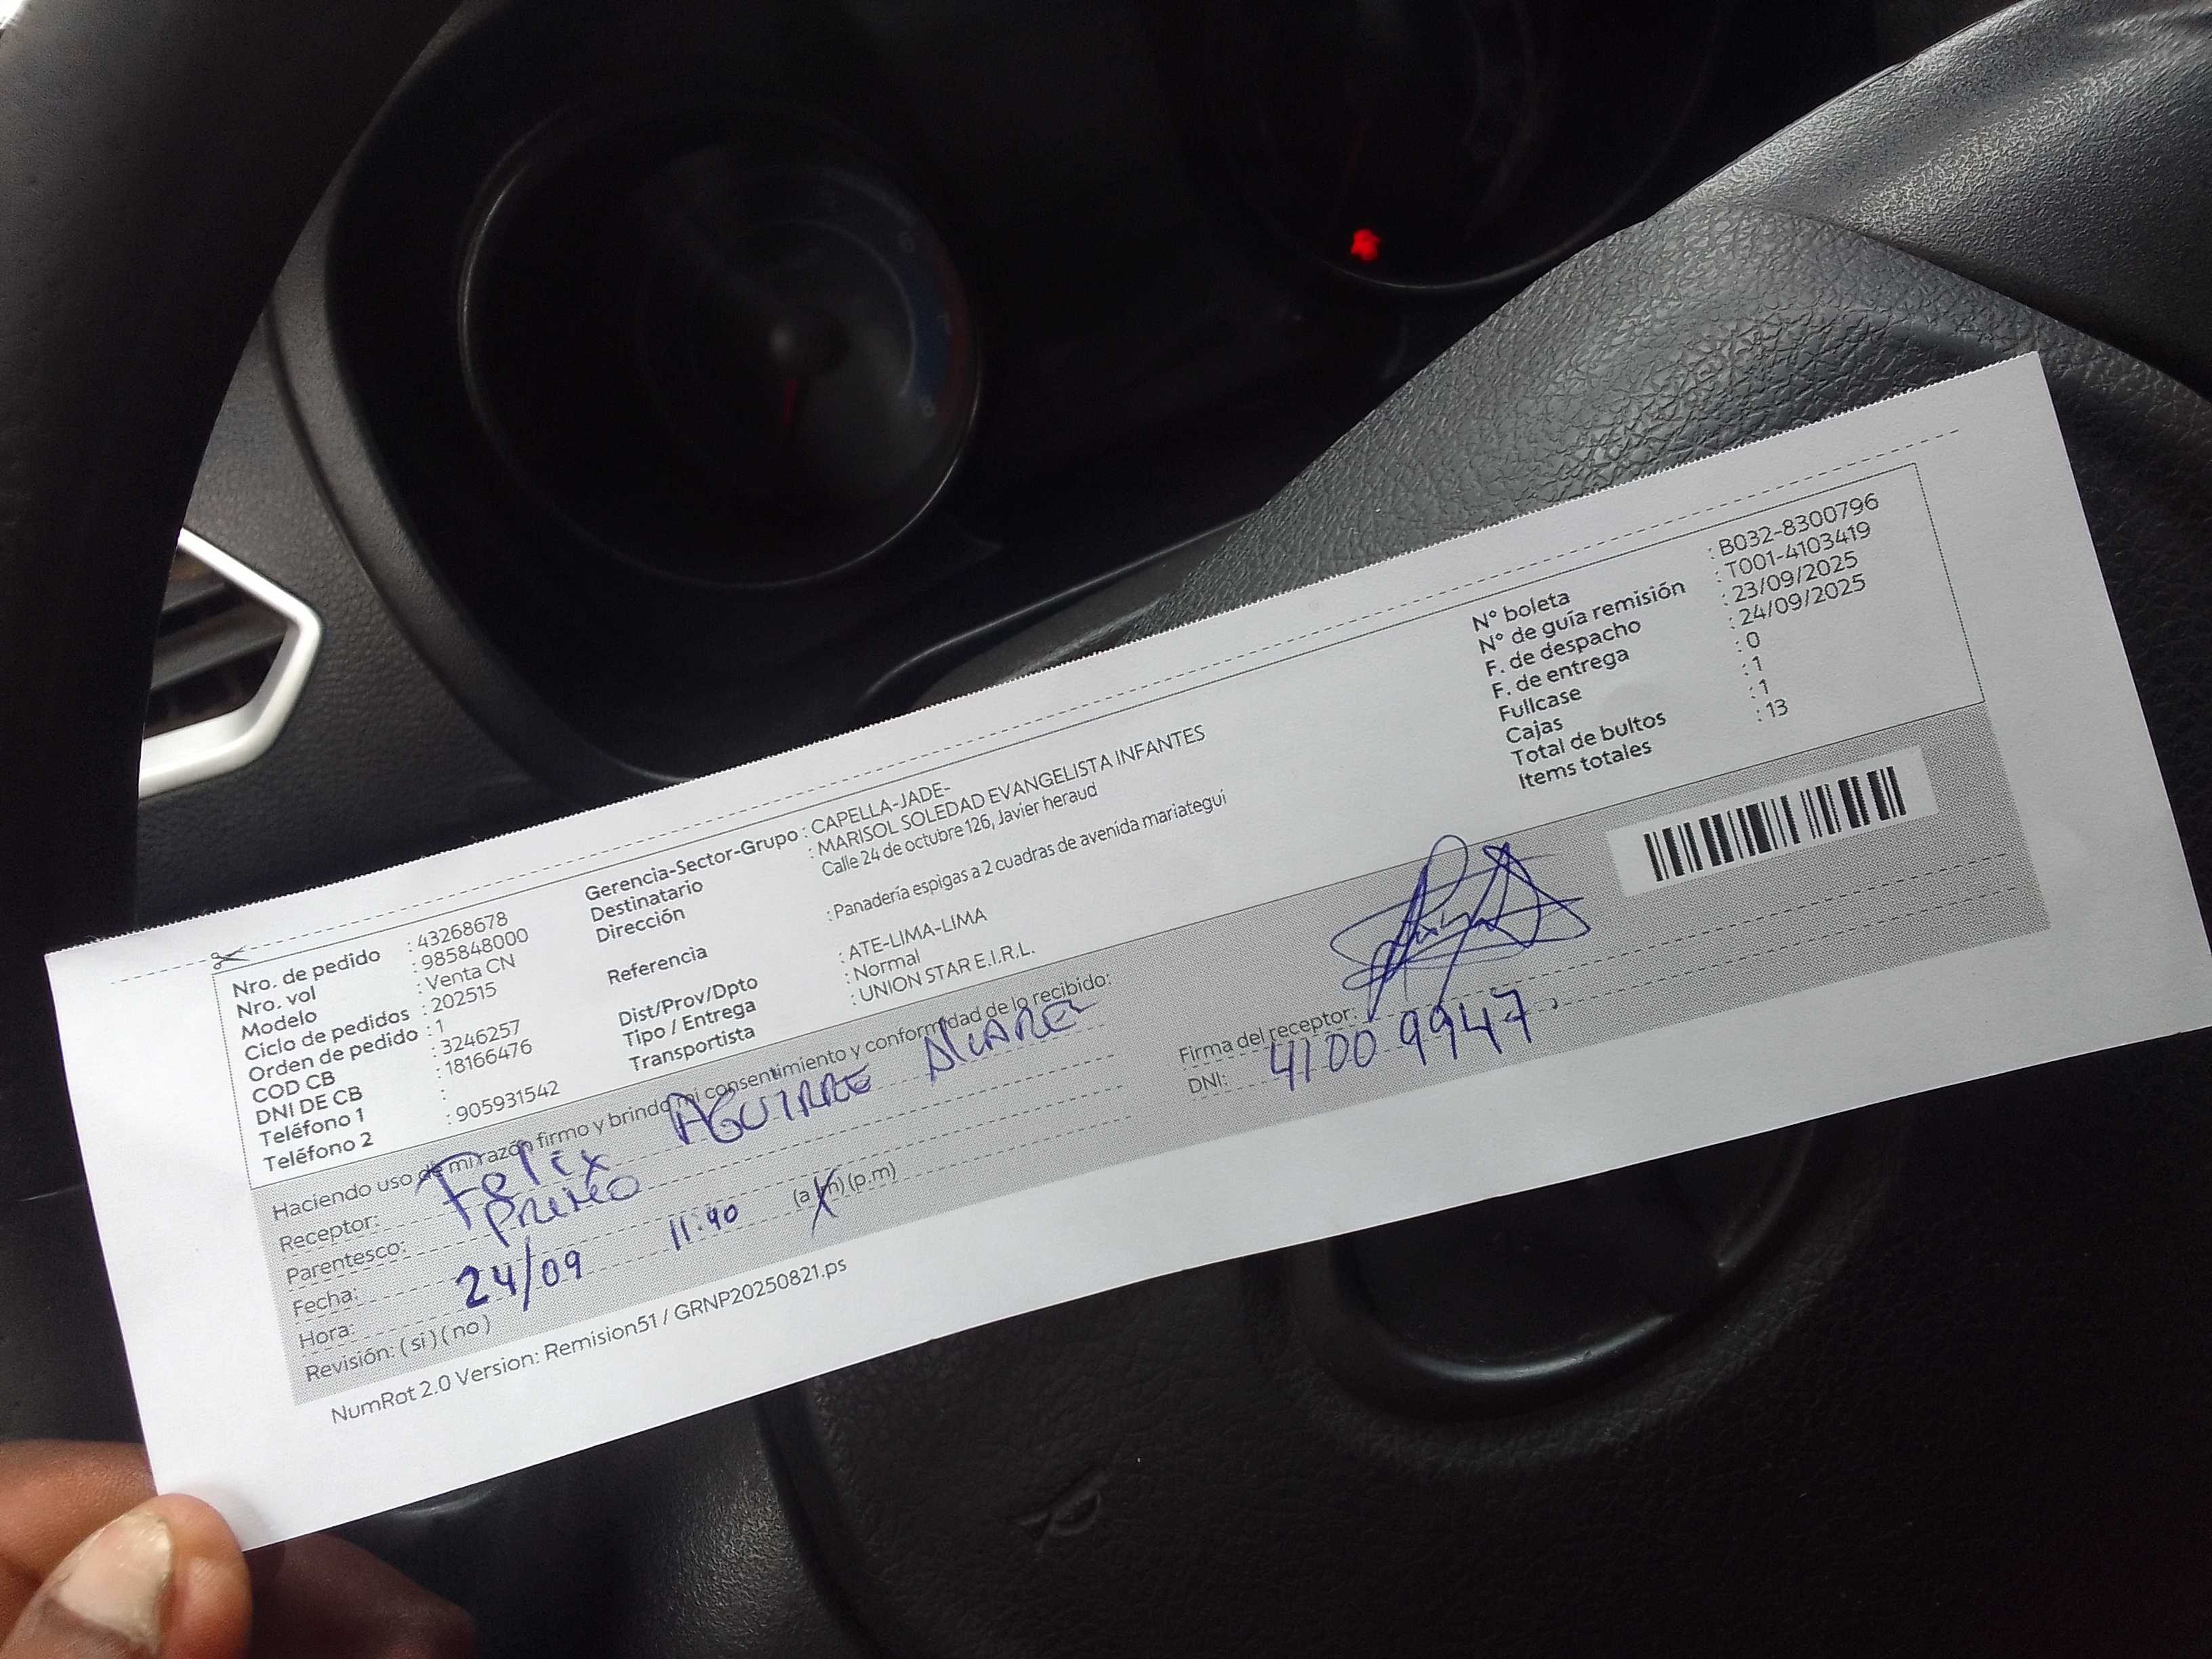 Nro. de pedido : 43268678
Nro. vol : 985848000
Modelo : Venta CN
Ciclo de pedidos : 202515
Orden de pedido : 1
COD CB : 3246257
DNI DE CB : 18166476
Teléfono 1 :
Teléfono 2 : 905931542
Gerencia-Sector-Grupo : CAPELLA-JADE-
Destinatario : MARISOL SOLEDAD EVANGELISTA INFANTES
Dirección Calle 24 de octubre 126, Javier heraud
Referencia : Panadería espigas a 2 cuadras de avenida mariategui
Dist/Prov/Dpto : ATE-LIMA-LIMA
Tipo / Entrega : Normal
Transportista : UNION STAR E.I.R.L.
N° boleta : B032-8300796
N° de guía remisión : T001-4103419
F. de despacho : 23/09/2025
F. de entrega : 24/09/2025
Fullcase : 0
Cajas : 1
Total de bultos : 1
Items totales : 13
Haciendo uso de mi razón firmo y brindo mi consentimiento y conformidad de lo recibido:
Receptor: Felix AGUIRRE ALVAREZ
Parentesco: PRIMO
Fecha: 24/09
Hora: 11:40 (a.m) (p.m)
Revisión: ( si ) ( no )
Firma del receptor:
DNI: 41009947
NumRot 2.0 Version: Remision51 / GRNP20250821.ps